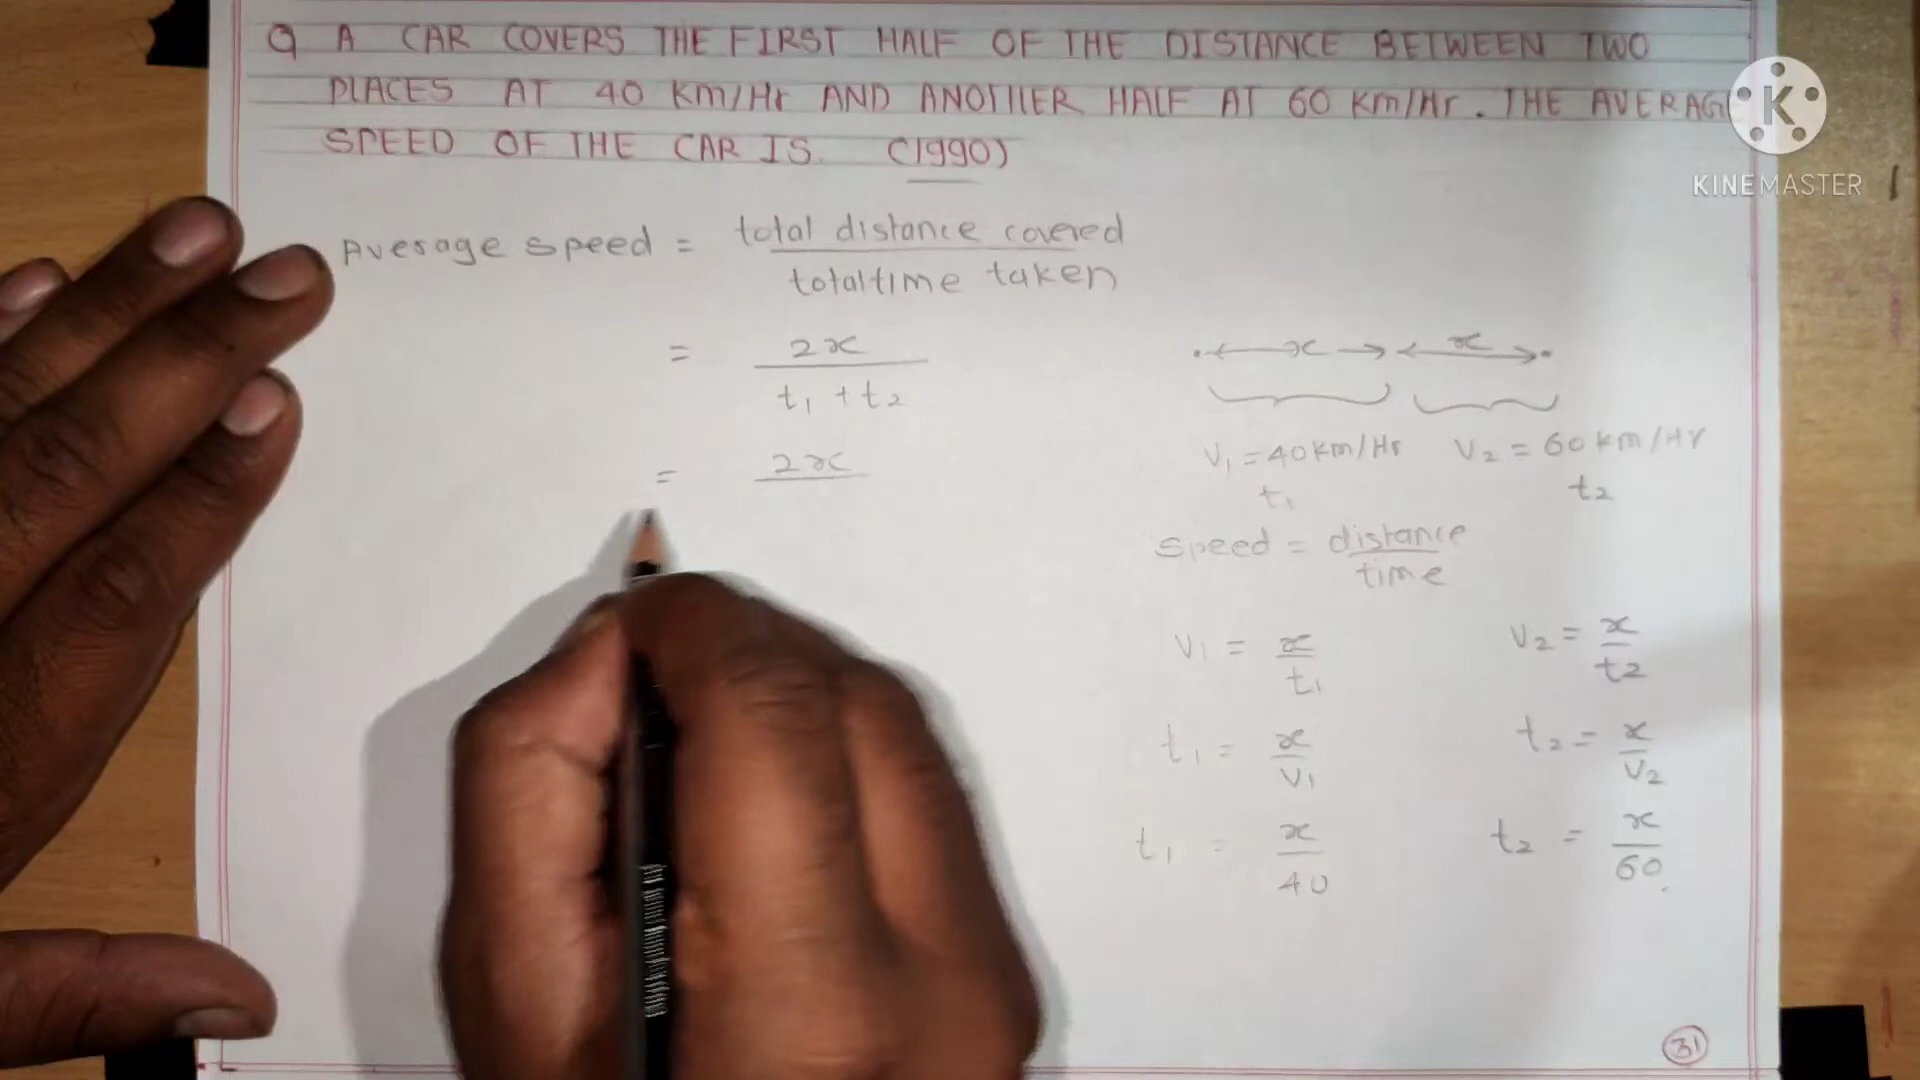 Q A CAR COVERS THE FIRST HALF OF THE DISTANCE BETWEEN TWO
PLACES AT 40 Km/Hr AND ANOTHER HALF AT 60 Km/Hr. THE AVERAG
SPEED OF THE CAR IS. (1990)
K
KINEMASTER
Average speed = total distance covered
total time taken
= 2x
t1 + t2
= 2x
x x
V1 = 40 km/Hr V2 = 60 km/Hr
t1 t2
speed = distance
time
V1 = x
t1
V2 = x
t2
t1 = x
V1
t2 = x
V2
t1 = x
40
t2 = x
60.
31